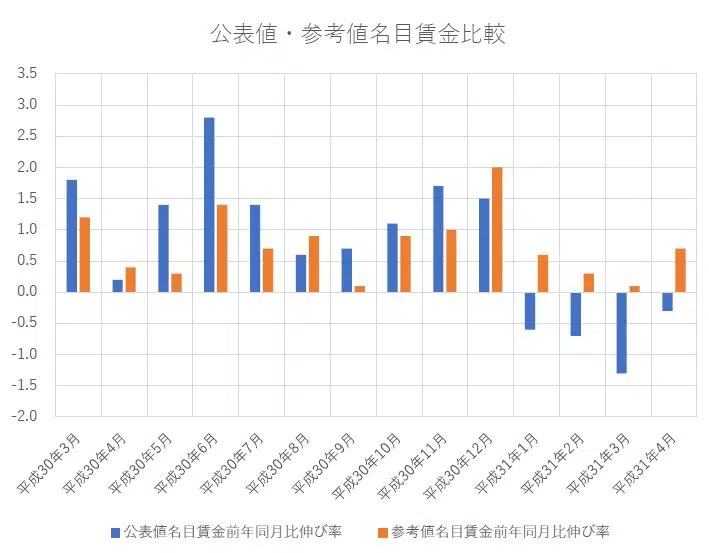 公表値・参考値名目賃金比較
3.5
3.0
2.5
2.0
1.5
1.0
0.5
0.0
-0.5
-1.0
-1.5
-2.0
平成30年3月
平成30年4月
平成30年5月
平成30年6月
平成30年7月
平成30年8月
平成30年9月
平成30年10月
平成30年11月
平成30年12月
平成31年1月
平成31年2月
平成31年3月
平成31年4月
公表値名目賃金前年同月比伸び率 参考値名目賃金前年同月比伸び率